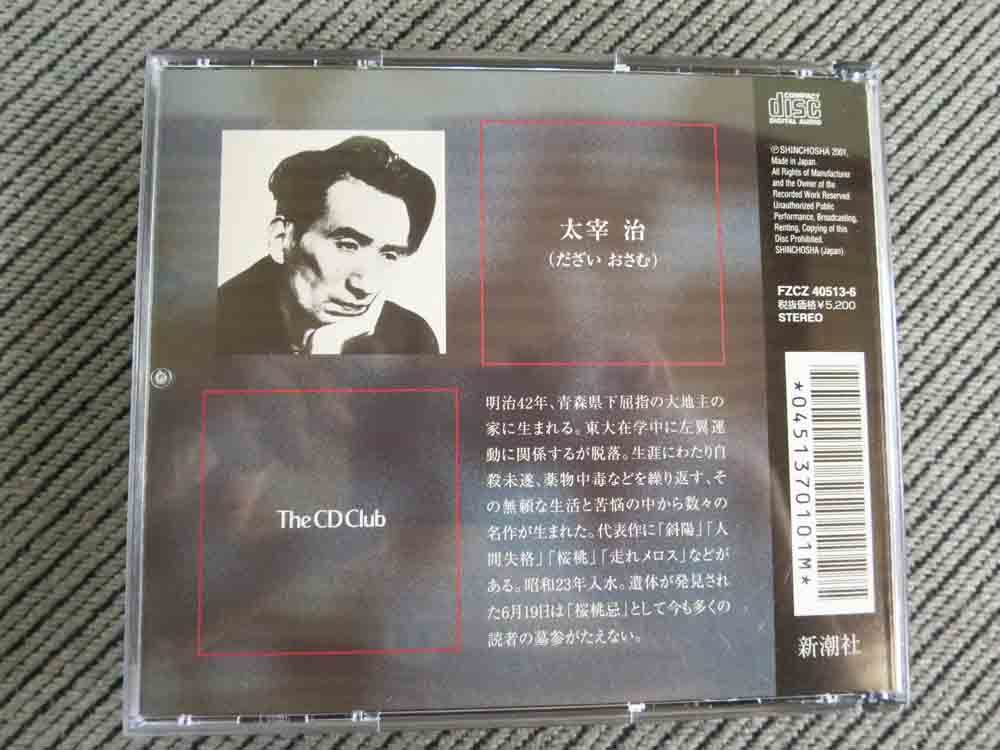 太宰 治
(だざい おさむ)
明治42年、青森県下屈指の大地主の
家に生まれる。東大在学中に左翼運
動に関係するが脱落。生涯にわたり自
殺未遂、薬物中毒などを繰り返す、そ
の無頼な生活と苦悩の中から数々の
名作が生まれた。代表作に「斜陽」「人
間失格」「桜桃」「走れメロス」などが
ある。昭和23年入水。遺体が発見され
た6月19日は「桜桃忌」として今も多くの
読者の墓参がたえない。
The CD Club
COMPACT
disc
DIGITAL AUDIO
Ⓟ SHINCHOSHA 2001,
Made in Japan.
All Rights of Manufacturer
and the Owner of the
Recorded Work Reserved.
Unauthorized Public
Performance, Broadcasting,
Renting, Copying of this
Disc Prohibited.
SHINCHOSHA (Japan).
FZCZ 40513-6
税抜価格¥5,200
STEREO
*0451370101M*
新潮社